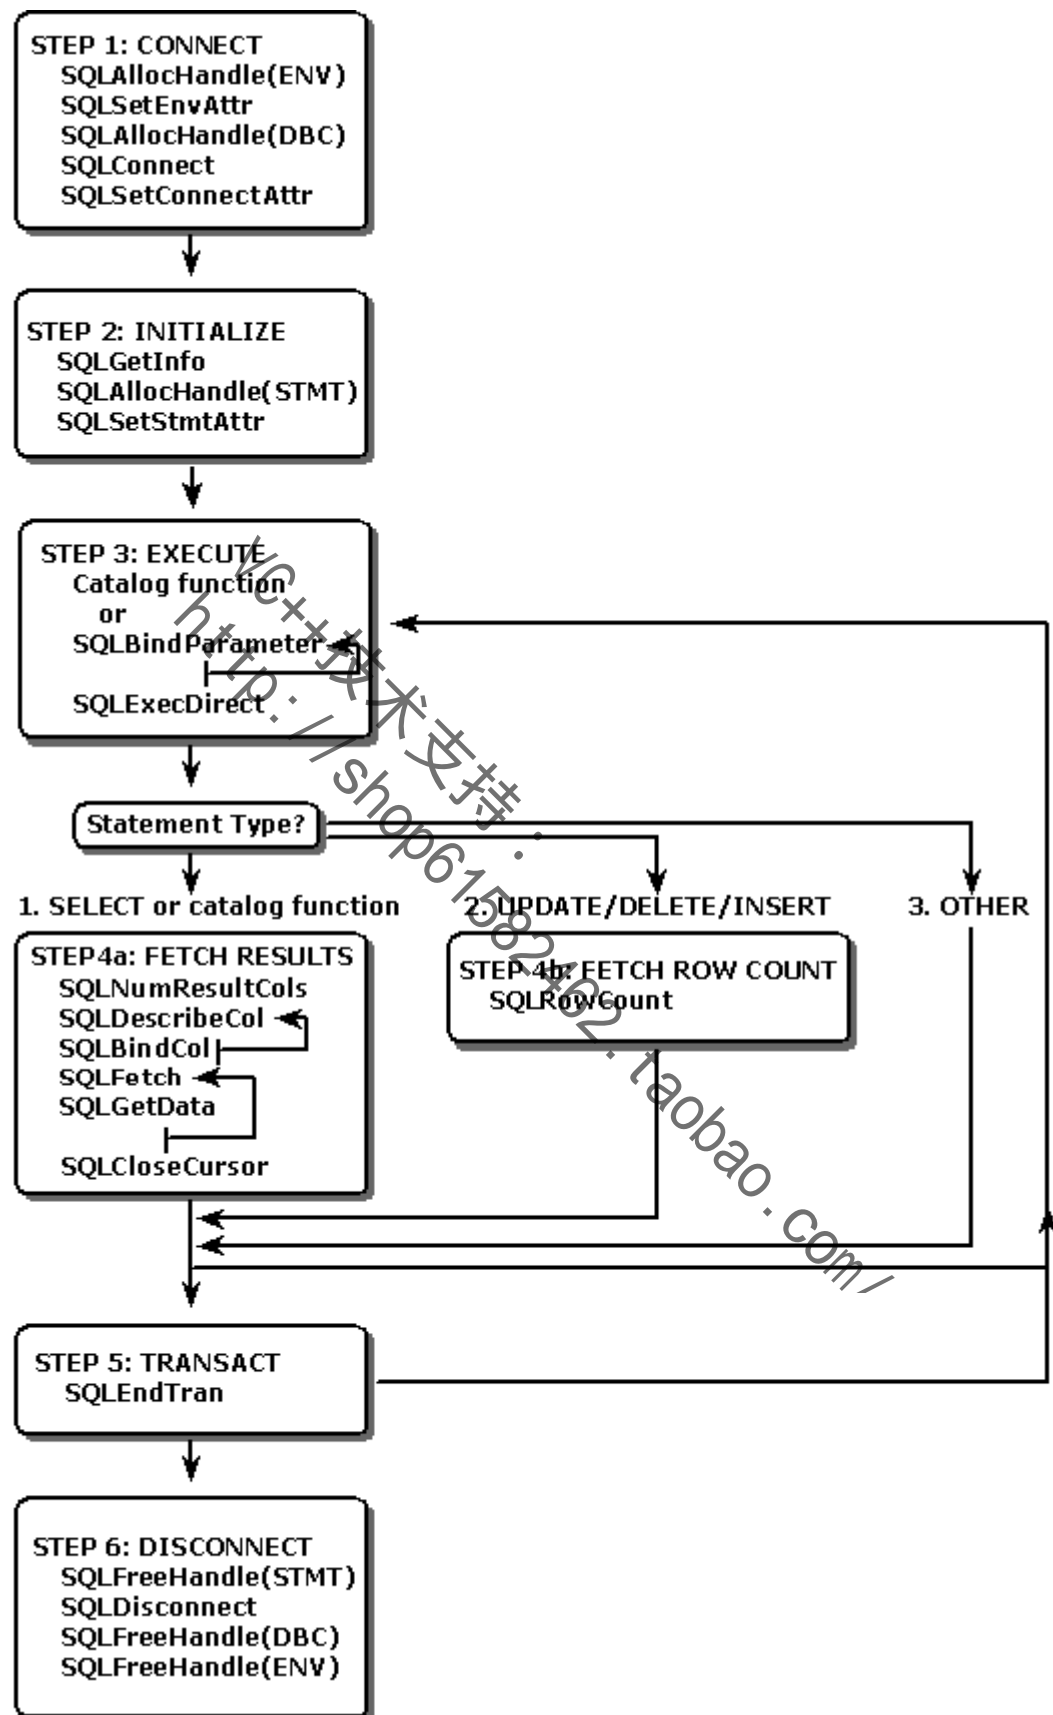 STEP 1: CONNECT
SQLAllocHandle(ENV)
SQLSetEnvAttr
SQLAllocHandle(DBC)
SQLConnect
SQLSetConnectAttr
STEP 2: INITIALIZE
SQLGetInfo
SQLAllocHandle(STMT)
SQLSetStmtAttr
STEP 3: EXECUTE
Catalog function
or
SQLBindParameter
SQLExecDirect
Statement Type?
1. SELECT or catalog function
2. UPDATE/DELETE/INSERT
3. OTHER
STEP4a: FETCH RESULTS
SQLNumResultCols
SQLDescribeCol
SQLBindCol
SQLFetch
SQLGetData
SQLCloseCursor
STEP 4b: FETCH ROW COUNT
SQLRowCount
STEP 5: TRANSACT
SQLEndTran
STEP 6: DISCONNECT
SQLFreeHandle(STMT)
SQLDisconnect
SQLFreeHandle(DBC)
SQLFreeHandle(ENV)
vc++技术支持.
http://shop61582462.taobao.com/